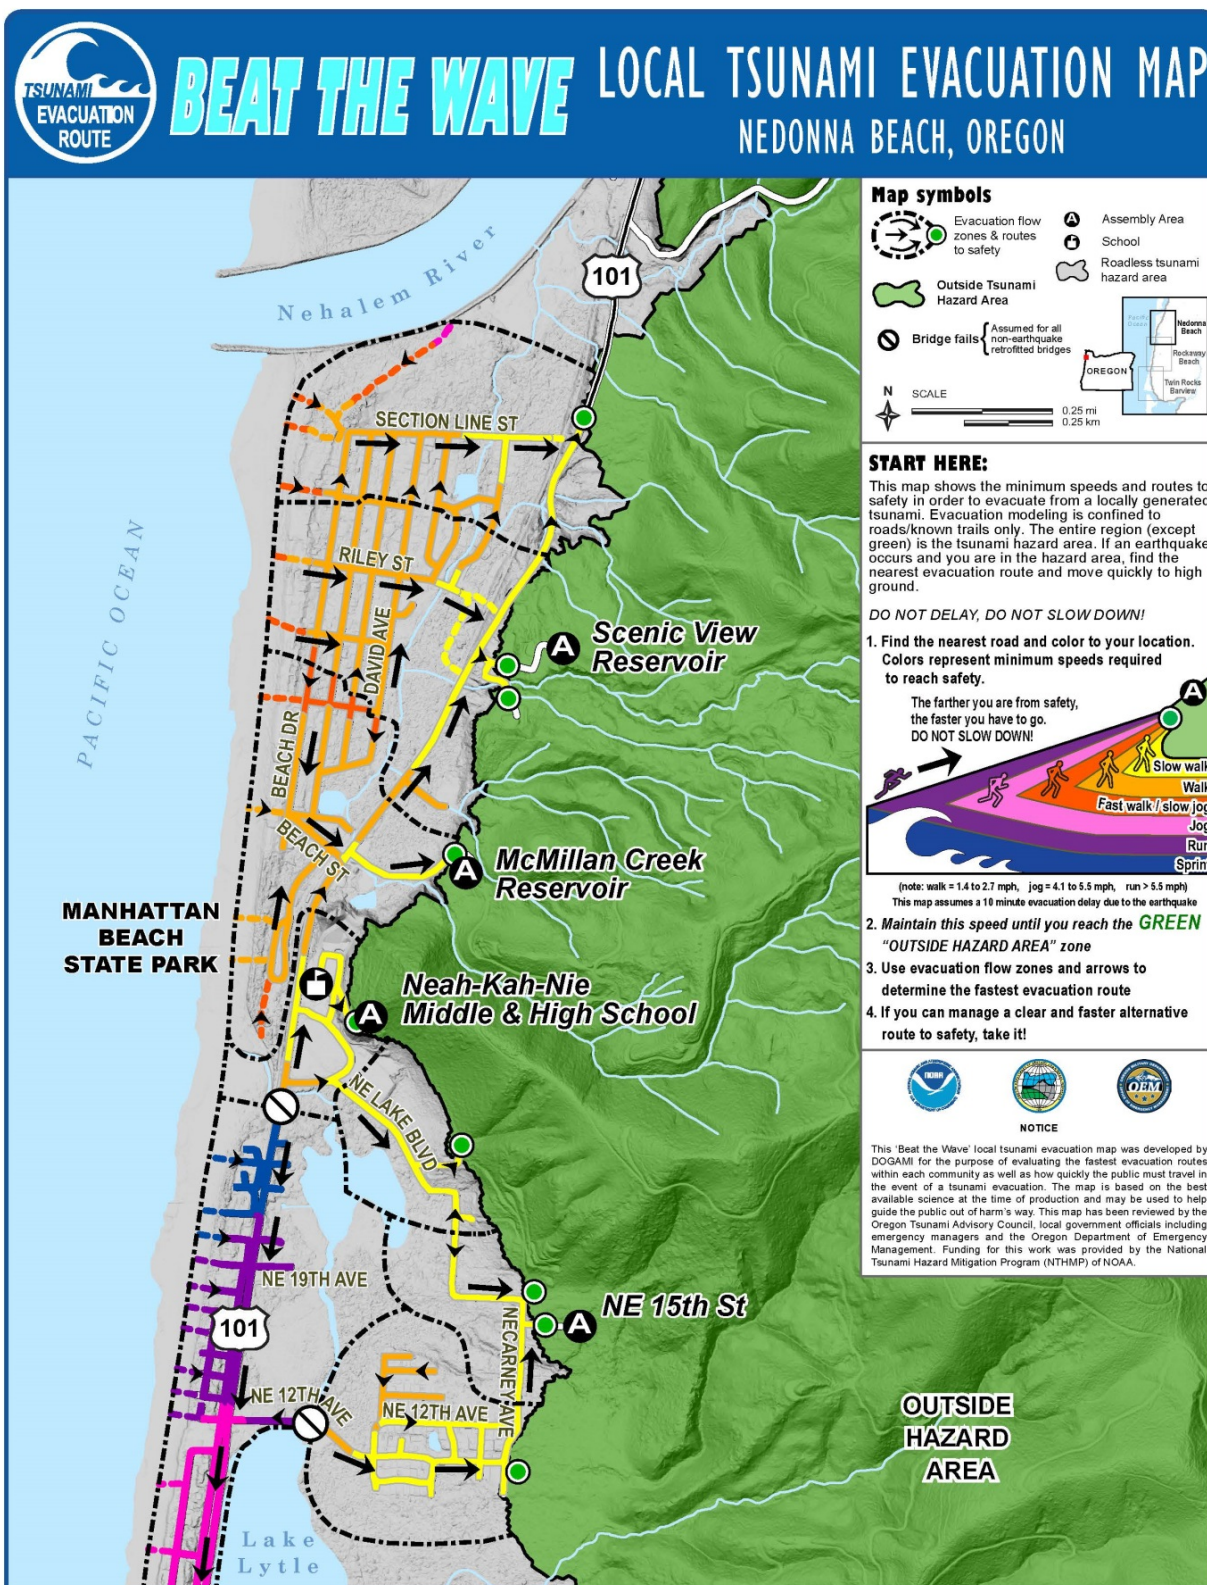 TSUNAMI
EVACUATION
ROUTE
BEAT THE WAVE
LOCAL TSUNAMI EVACUATION MAP
NEDONNA BEACH, OREGON
Map symbols
Evacuation flow
zones & routes
to safety
A
Assembly Area
School
Roadless tsunami
hazard area
Outside Tsunami
Hazard Area
Bridge fails
Assumed for all
non-earthquake
retrofitted bridges
Pacific
Ocean
Nedonna
Beach
Rockaway
Beach
Twin Rocks
Barview
OREGON
N
SCALE
0.25 mi
0.25 km
START HERE:
This map shows the minimum speeds and routes to
safety in order to evacuate from a locally generated
tsunami. Evacuation modeling is confined to
roads/known trails only. The entire region (except
green) is the tsunami hazard area. If an earthquake
occurs and you are in the hazard area, find the
nearest evacuation route and move quickly to high
ground.
DO NOT DELAY, DO NOT SLOW DOWN!
1. Find the nearest road and color to your location.
Colors represent minimum speeds required
to reach safety.
The farther you are from safety,
the faster you have to go.
DO NOT SLOW DOWN!
A
Slow walk
Walk
Fast walk / slow jog
Jog
Run
Sprint
(note: walk = 1.4 to 2.7 mph, jog = 4.1 to 5.5 mph, run > 5.5 mph)
This map assumes a 10 minute evacuation delay due to the earthquake
2. Maintain this speed until you reach the GREEN
"OUTSIDE HAZARD AREA" zone
3. Use evacuation flow zones and arrows to
determine the fastest evacuation route
4. If you can manage a clear and faster alternative
route to safety, take it!
NOAA
OEM
NOTICE
This 'Beat the Wave' local tsunami evacuation map was developed by
DOGAMI for the purpose of evaluating the fastest evacuation routes
within each community as well as how quickly the public must travel in
the event of a tsunami evacuation. The map is based on the best
available science at the time of production and may be used to help
guide the public out of harm's way. This map has been reviewed by the
Oregon Tsunami Advisory Council, local government officials including
emergency managers and the Oregon Department of Emergency
Management. Funding for this work was provided by the National
Tsunami Hazard Mitigation Program (NTHMP) of NOAA.
Nehalem River
101
SECTION LINE ST
RILEY ST
DAVID AVE
BEACH DR
BEACH ST
PACIFIC OCEAN
A
Scenic View
Reservoir
McMillan Creek
Reservoir
A
MANHATTAN
BEACH
STATE PARK
Neah-Kah-Nie
Middle & High School
A
NE LAKE BLVD
NE 19TH AVE
101
NE 15th St
A
NECARNEY AVE
NE 12TH AVE
NE 12TH AVE
OUTSIDE
HAZARD
AREA
Lake
Lytle